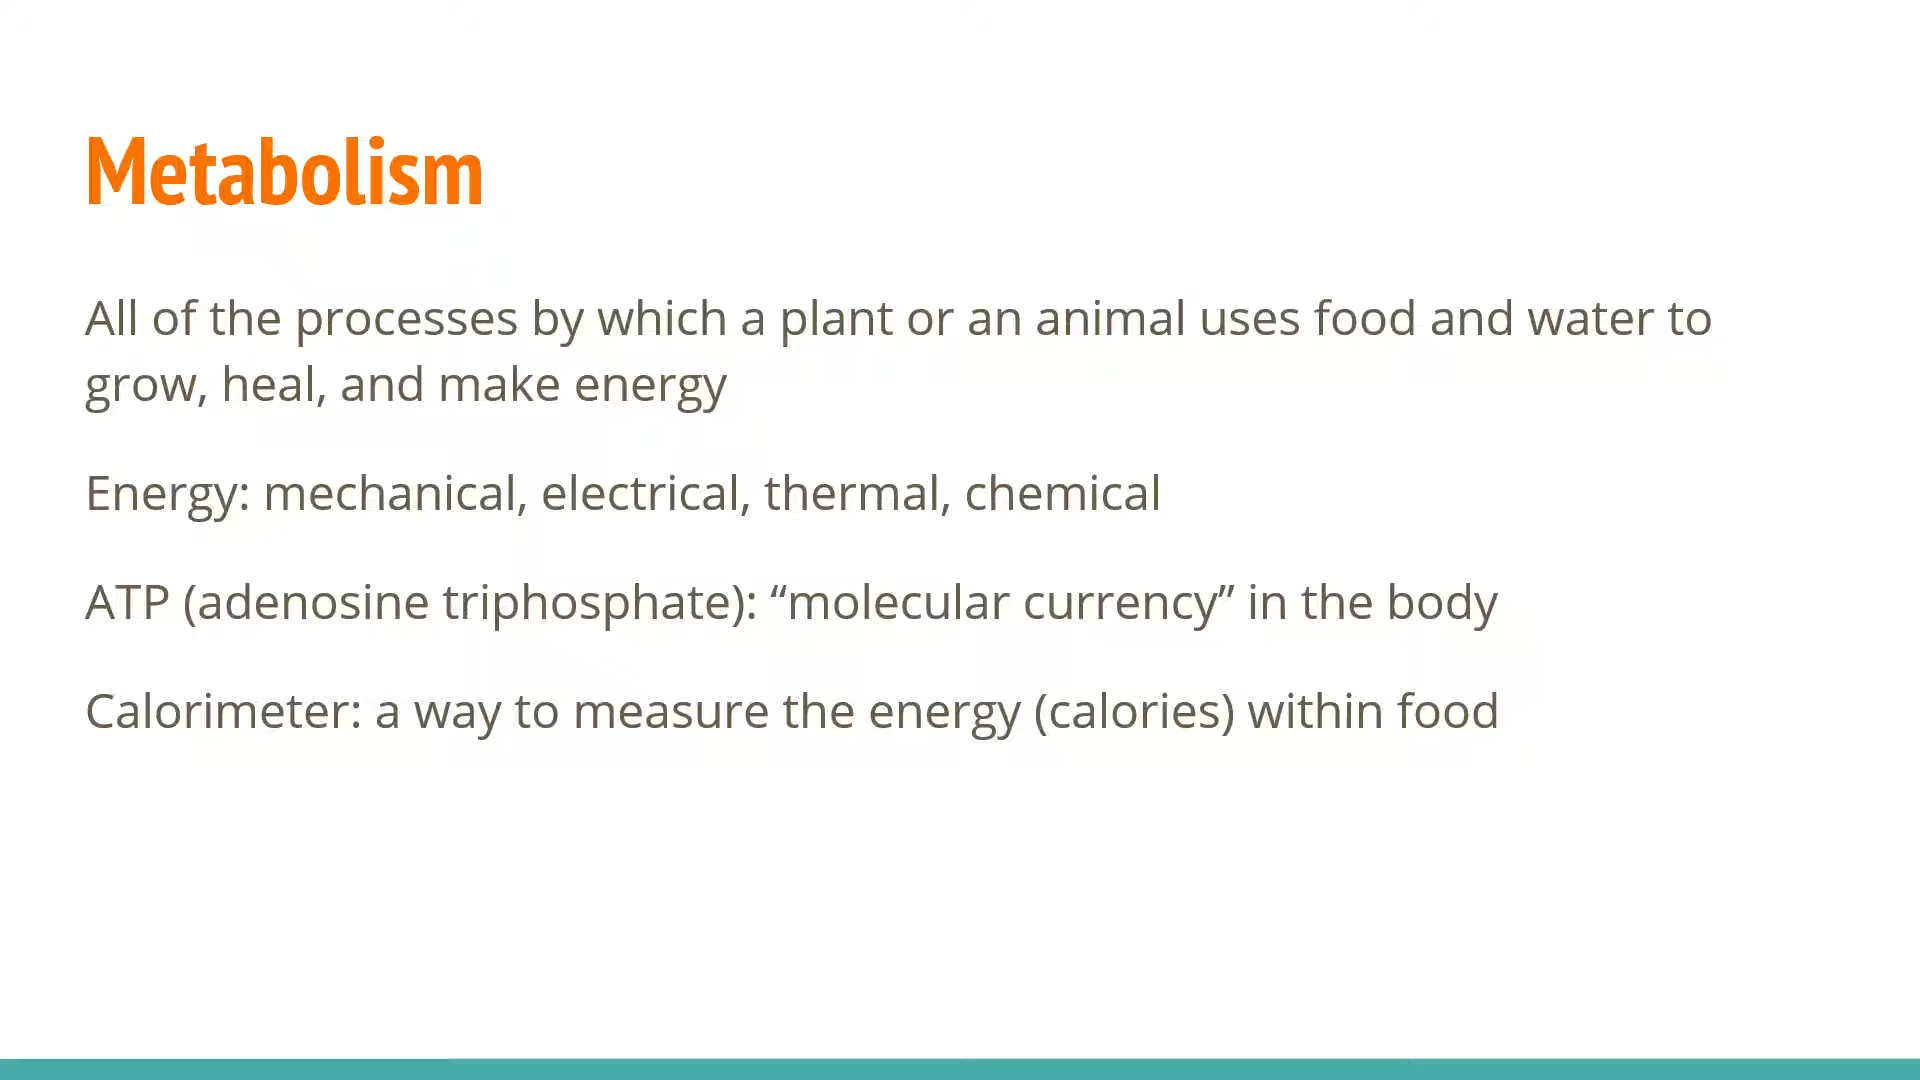 Metabolism
All of the processes by which a plant or an animal uses food and water to
grow, heal, and make energy
Energy: mechanical, electrical, thermal, chemical
ATP (adenosine triphosphate): “molecular currency” in the body
Calorimeter: a way to measure the energy (calories) within food